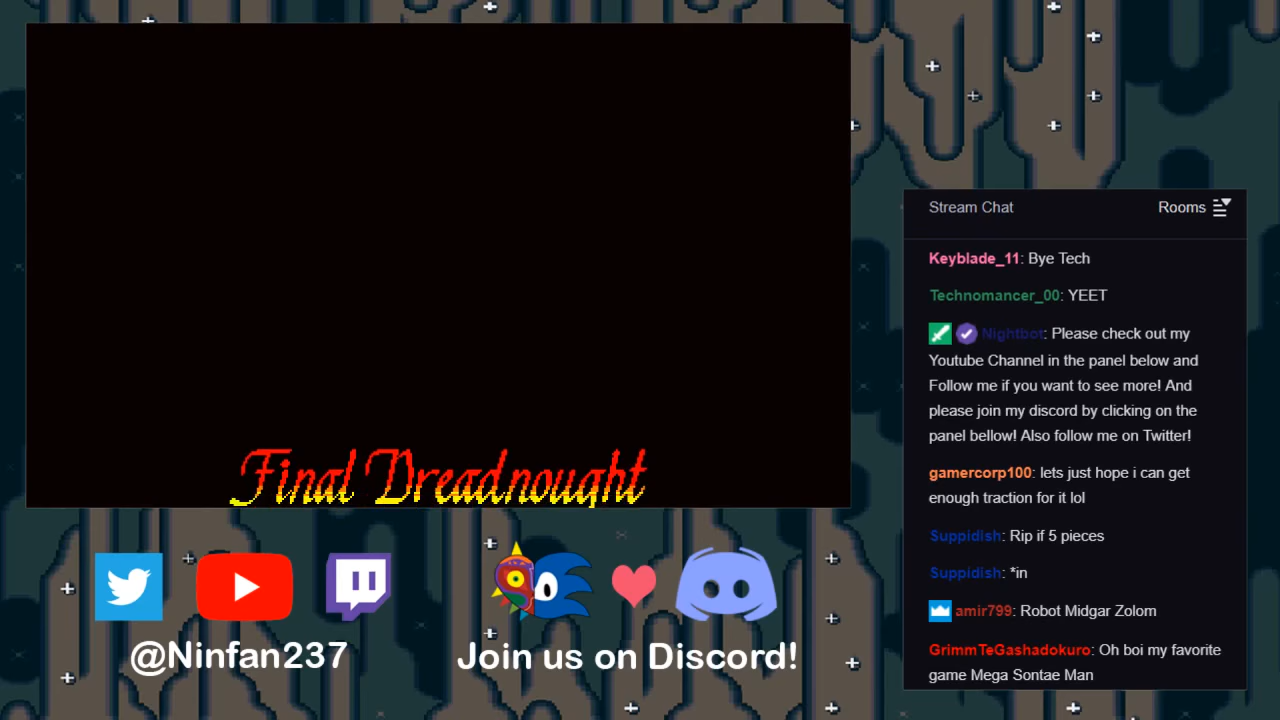 Stream Chat
Rooms
Keyblade_11: Bye Tech
Technomancer_00: YEET
Nightbot: Please check out my
Youtube Channel in the panel below and
Follow me if you want to see more! And
please join my discord by clicking on the
panel bellow! Also follow me on Twitter!
gamercorp100: lets just hope i can get
enough traction for it lol
Suppidish: Rip if 5 pieces
Suppidish: *in
amir799: Robot Midgar Zolom
GrimmTeGashadokuro: Oh boi my favorite
game Mega Sontae Man
Final Dreadnought
@Ninfan237
Join us on Discord!